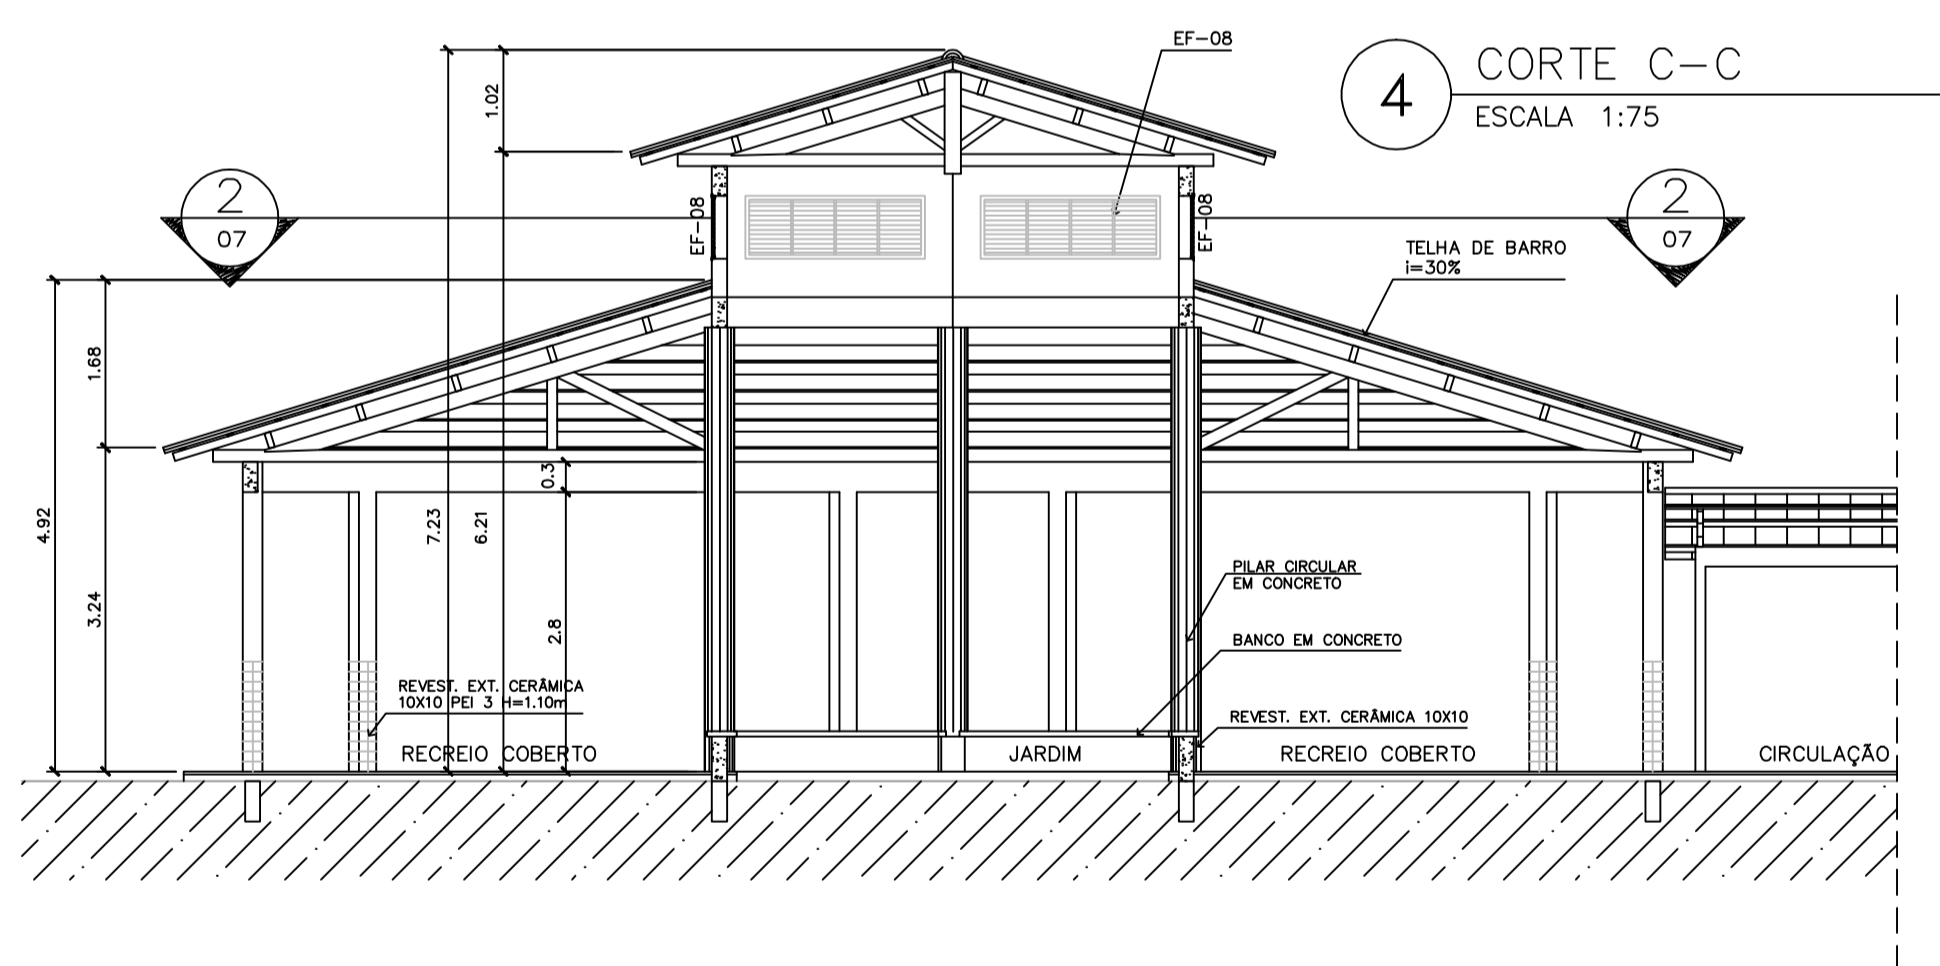 EF-08
4
CORTE C-C
ESCALA 1:75
1.02
2
07
EF-08
EF-08
2
07
TELHA DE BARRO
i=30%
1.68
4.92
3.24
7.23
6.21
0.3
2.8
PILAR CIRCULAR
EM CONCRETO
BANCO EM CONCRETO
REVEST. EXT. CERÂMICA
10X10 PEI 3 H=1.10m
REVEST. EXT. CERÂMICA 10X10
RECREIO COBERTO
JARDIM
RECREIO COBERTO
CIRCULAÇÃO